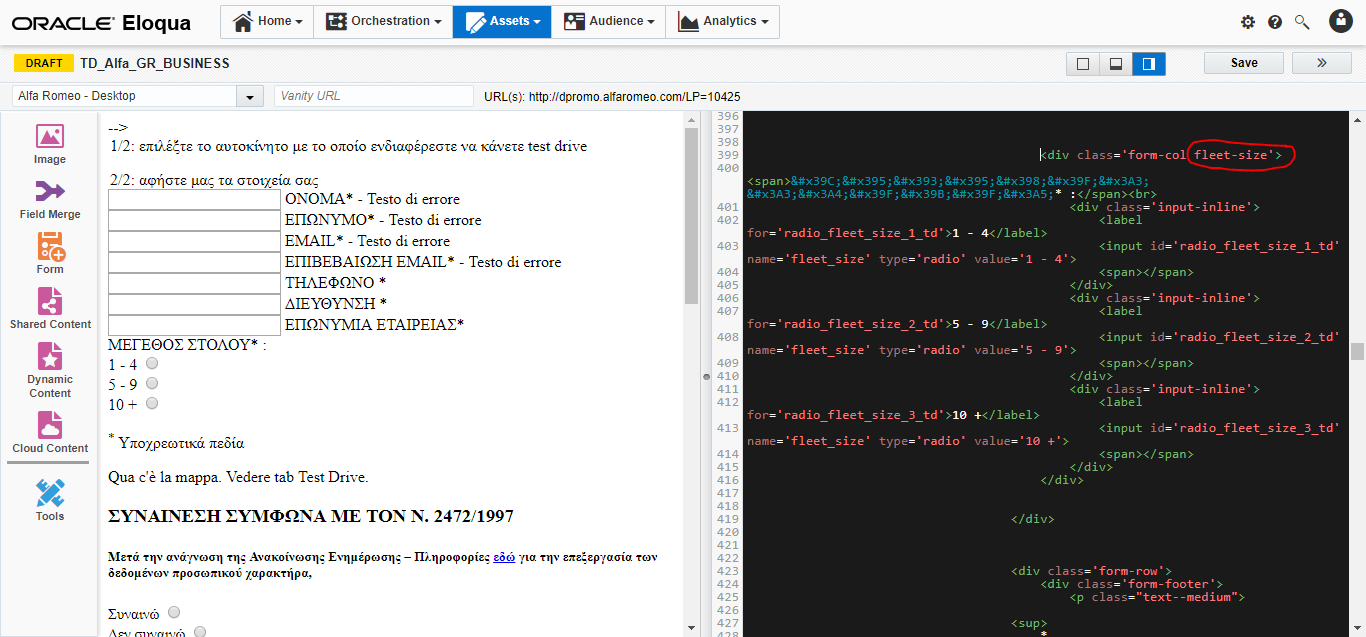 ORACLE Eloqua
Home
Orchestration
Assets
Audience
Analytics
DRAFT TD_Alfa_GR_BUSINESS
Save
»
Alfa Romeo - Desktop
Vanity URL
URL(s): http://dpromo.alfaromeo.com/LP=10425
Image
Field Merge
Form
Shared Content
Dynamic
Content
Cloud Content
Tools
-->
1/2: επιλέξτε το αυτοκίνητο με το οποίο ενδιαφέρεστε να κάνετε test drive
2/2: αφήστε μας τα στοιχεία σας
ΟΝΟΜΑ* - Testo di errore
ΕΠΩΝΥΜΟ* - Testo di errore
EMAIL* - Testo di errore
ΕΠΙΒΕΒΑΙΩΣΗ EMAIL* - Testo di errore
ΤΗΛΕΦΩΝΟ *
ΔΙΕΥΘΥΝΣΗ *
ΕΠΩΝΥΜΙΑ ΕΤΑΙΡΕΙΑΣ*
ΜΕΓΕΘΟΣ ΣΤΟΛΟΥ* :
1 - 4
5 - 9
10 +
* Υποχρεωτικά πεδία
Qua c'è la mappa. Vedere tab Test Drive.
ΣΥΝΑΙΝΕΣΗ ΣΥΜΦΩΝΑ ΜΕ ΤΟΝ Ν. 2472/1997
Μετά την ανάγνωση της Ανακοίνωσης Ενημέρωσης – Πληροφορίες εδώ για την επεξεργασία των
δεδομένων προσωπικού χαρακτήρα,
Συναινώ
Δεν συναινώ
396
397
398
399 <div class='form-col fleet-size'>
400
<span>&#x39C;&#x395;&#x393;&#x395;&#x398;&#x39F;&#x3A3;
&#x3A3;&#x3A4;&#x39F;&#x39B;&#x39F;&#x3A5;* :</span><br>
401 <div class='input-inline'>
402 <label
for='radio_fleet_size_1_td'>1 - 4</label>
403 <input id='radio_fleet_size_1_td'
name='fleet_size' type='radio' value='1 - 4'>
404 <span></span>
405 </div>
406 <div class='input-inline'>
407 <label
for='radio_fleet_size_2_td'>5 - 9</label>
408 <input id='radio_fleet_size_2_td'
name='fleet_size' type='radio' value='5 - 9'>
409 <span></span>
410 </div>
411 <div class='input-inline'>
412 <label
for='radio_fleet_size_3_td'>10 +</label>
413 <input id='radio_fleet_size_3_td'
name='fleet_size' type='radio' value='10 +'>
414 <span></span>
415 </div>
416 </div>
417
418
419 </div>
420
421
422
423 <div class='form-row'>
424 <div class='form-footer'>
425 <p class="text--medium">
426
427 <sup>
428 *